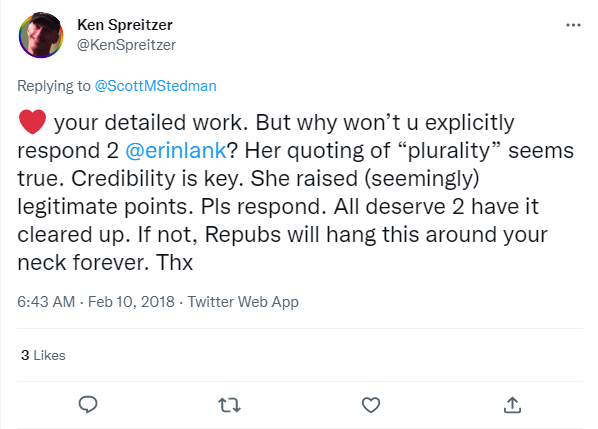 Ken Spreitzer
@KenSpreitzer
Replying to @ScottMStedman
❤️ your detailed work. But why won’t u explicitly
respond 2 @erinlank? Her quoting of “plurality” seems
true. Credibility is key. She raised (seemingly)
legitimate points. Pls respond. All deserve 2 have it
cleared up. If not, Repubs will hang this around your
neck forever. Thx
6:43 AM · Feb 10, 2018 · Twitter Web App
3 Likes